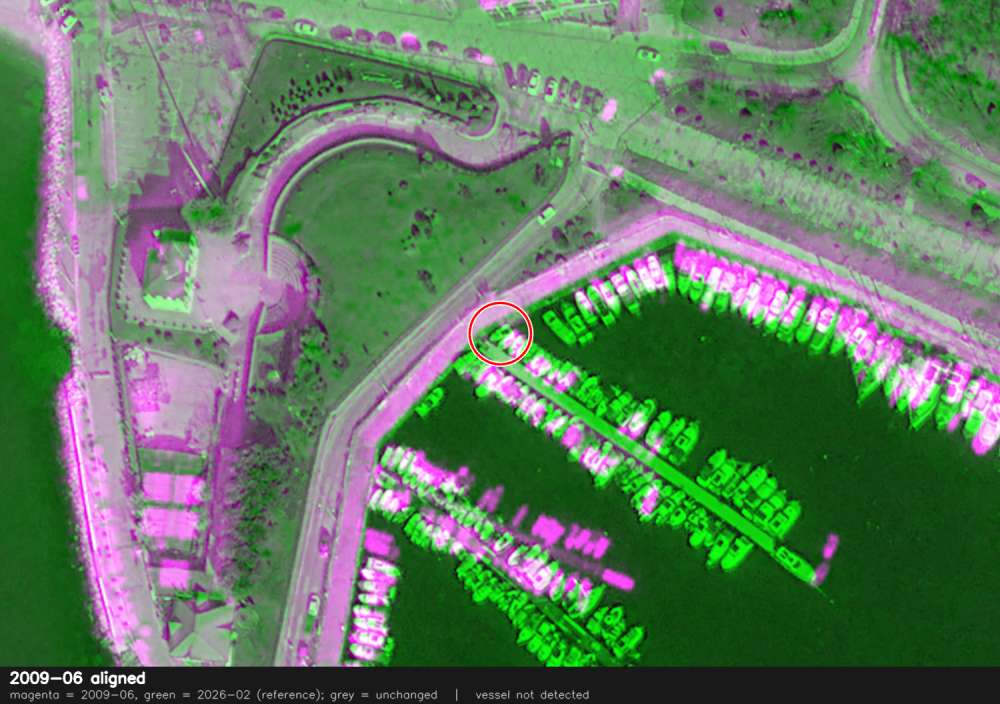 2009-06 aligned
magenta = 2009-06, green = 2026-02 (reference); grey = unchanged | vessel not detected